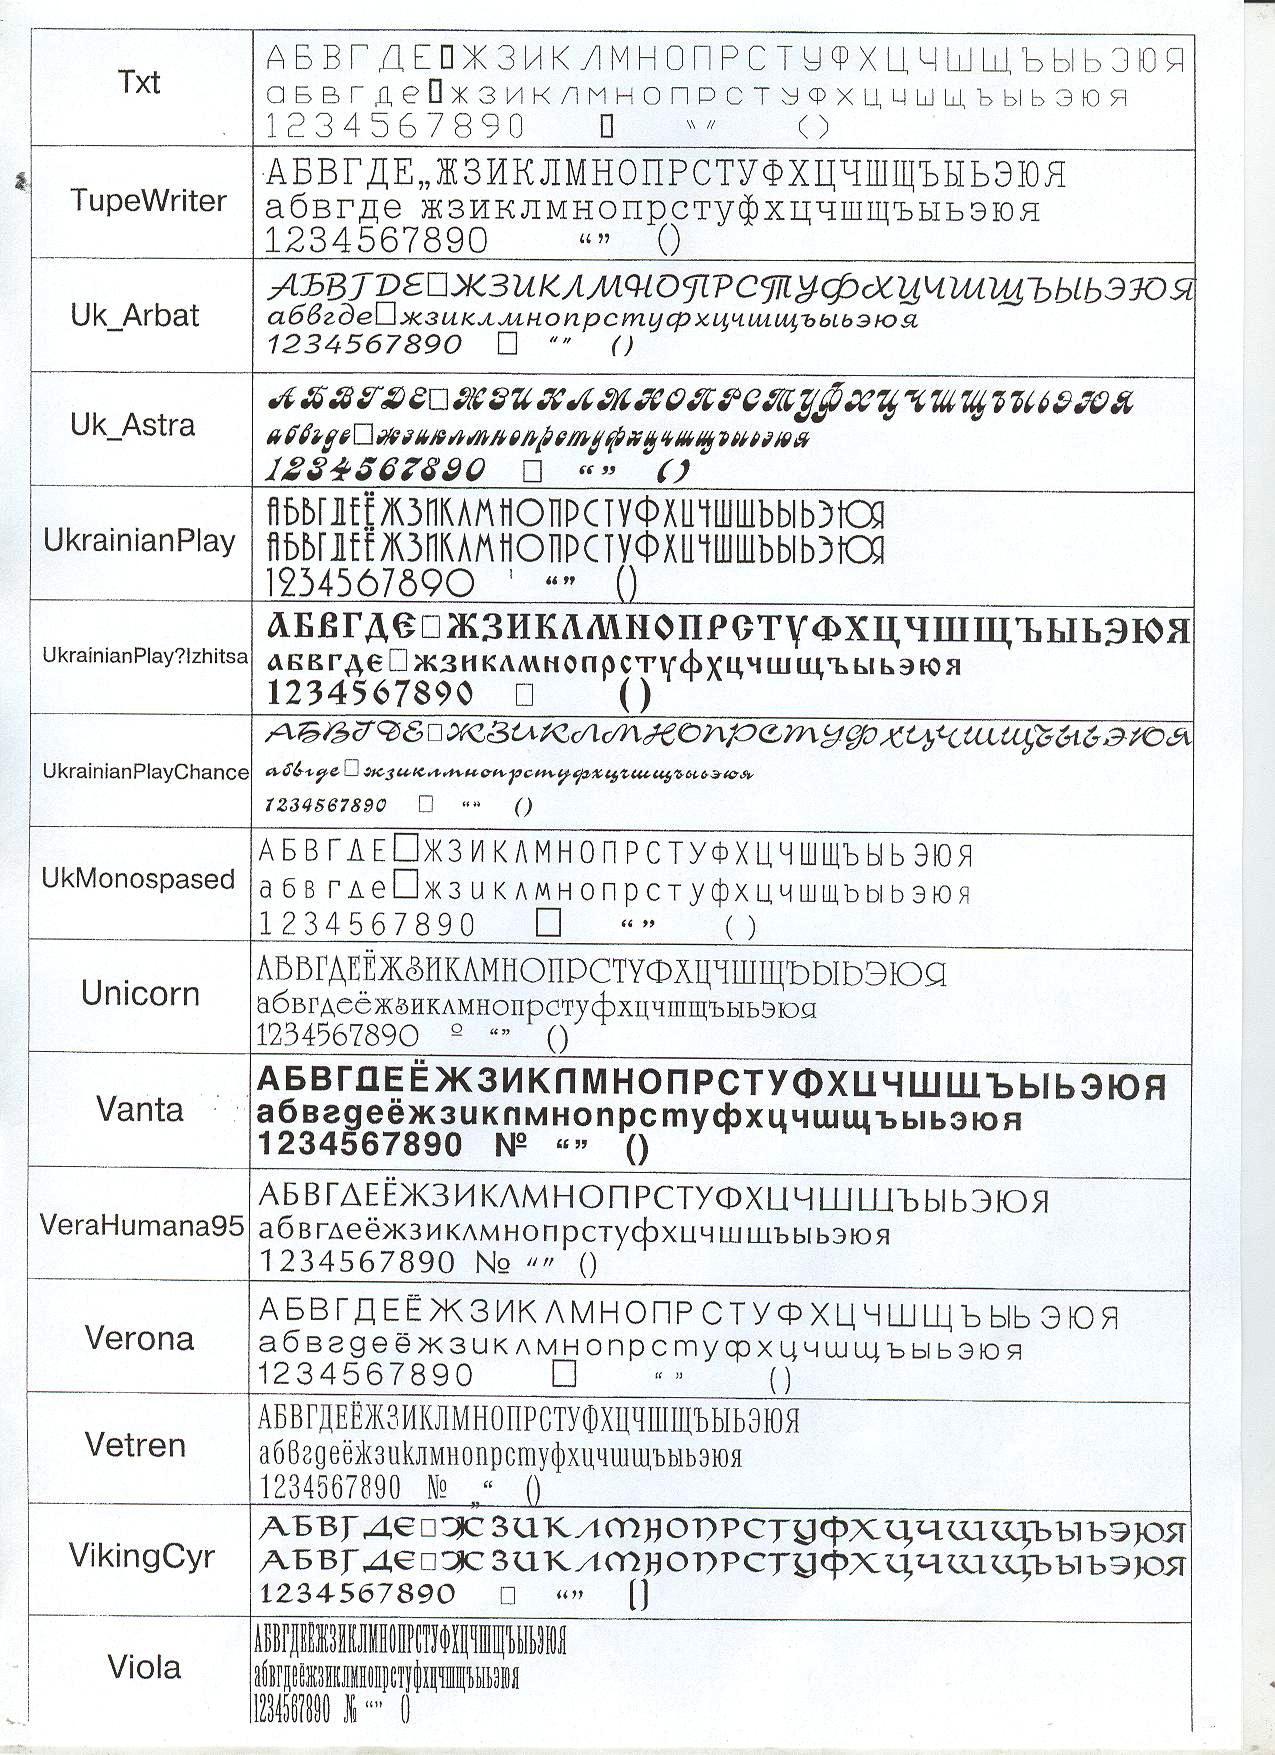 Txt
АБВГДЕ▯ЖЗИКЛМНОПРСТУФХЦЧШЩЪЫЬЭЮЯ
абвгде▯жзиклмнопрстуфхцчшщъыьэюя
1234567890 ▯ “ ” ()
TupeWriter
АБВГДЕ„ЖЗИКЛМНОПРСТУФХЦЧШЩЪЫЬЭЮЯ
абвгде жзиклмнопрстуфхцчшщъыьэюя
1234567890 “ ” ()
Uk_Arbat
АБВГДЕ□ЖЗИКЛМНОПРСТУФХЦЧШЩЪЫЬЭЮЯ
абвгде□жзиклмнопрстуфхцчшщъыьэюя
1234567890 □ “” ()
Uk_Astra
АБВГДЕ□ЖЗИКЛМНОПРСТУФХЦЧШЩЪЫЬЭЮЯ
абвгде□жзиклмнопрстуфхцчшщъыьэюя
1234567890 □ “ ” ()
UkrainianPlay
АБВГДЕЁЖЗИКЛМНОПРСТУФХЦЧШЩЪЫЬЭЮЯ
АБВГДЕЁЖЗИКЛМНОПРСТУФХЦЧШЩЪЫЬЭЮЯ
1234567890 ' “” ()
UkrainianPlay?Izhitsa
АБВГДЕ□ЖЗИКЛМНОПРСТУФХЦЧШЩЪЫЬЭЮЯ
абвгде□жзиклмнопрстуфхцчшщъыьэюя
1234567890 □ ()
UkrainianPlayChance
АБВГДЕ□ЖЗИКЛМНОПРСТУФХЦЧШЩЪЫЬЭЮЯ
абвгде□жзиклмнопрстуфхцчшщъыьэюя
1234567890 □ “” ()
UkMonospased
АБВГДЕ□ЖЗИКЛМНОПРСТУФХЦЧШЩЪЫЬЭЮЯ
абвгде□жзиклмнопрстуфхцчшщъыьэюя
1234567890 □ “ ” ()
Unicorn
АБВГДЕЁЖЗИКЛМНОПРСТУФХЦЧШЩЪЫЬЭЮЯ
абвгдеёжзиклмнопрстуфхцчшщъыьэюя
1234567890 º “” ()
Vanta
АБВГДЕЁЖЗИКЛМНОПРСТУФХЦЧШЩЪЫЬЭЮЯ
абвгдеёжзиклмнопрстуфхцчшщъыьэюя
1234567890 № “” ()
VeraHumana95
АБВГДЕЁЖЗИКЛМНОПРСТУФХЦЧШЩЪЫЬЭЮЯ
абвгдеёжзиклмнопрстуфхцчшщъыьэюя
1234567890 № “” ()
Verona
АБВГДЕЁЖЗИКЛМНОПРСТУФХЦЧШЩЪЫЬЭЮЯ
абвгдеёжзиклмнопрстуфхцчшщъыьэюя
1234567890 □ “ ” ()
Vetren
АБВГДЕЁЖЗИКЛМНОПРСТУФХЦЧШЩЪЫЬЭЮЯ
абвгдеёжзиклмнопрстуфхцчшщъыьэюя
1234567890 № „“ ()
VikingCyr
АБВГДЕ□ЖЗИКЛМНОПРСТУФХЦЧШЩЪЫЬЭЮЯ
АБВГДЕ□ЖЗИКЛМНОПРСТУФХЦЧШЩЪЫЬЭЮЯ
1234567890 □ “” ()
Viola
АБВГДЕЁЖЗИКЛМНОПРСТУФХЦЧШЩЪЫЬЭЮЯ
абвгдеёжзиклмнопрстуфхцчшщъыьэюя
1234567890 № “” ()